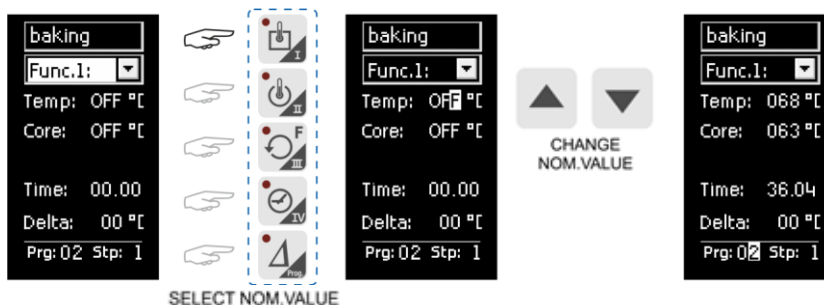 baking
Func.1:
Temp: OFF °C
Core: OFF °C
Time: 00.00
Delta: 00 °C
Prg: 02 Stp: 1
I
II
F
III
IV
Prog
SELECT NOM.VALUE
baking
Func.1:
Temp: OFF °C
Core: OFF °C
Time: 00.00
Delta: 00 °C
Prg: 02 Stp: 1
CHANGE
NOM.VALUE
baking
Func.1:
Temp: 068 °C
Core: 063 °C
Time: 36.04
Delta: 00 °C
Prg: 02 Stp: 1